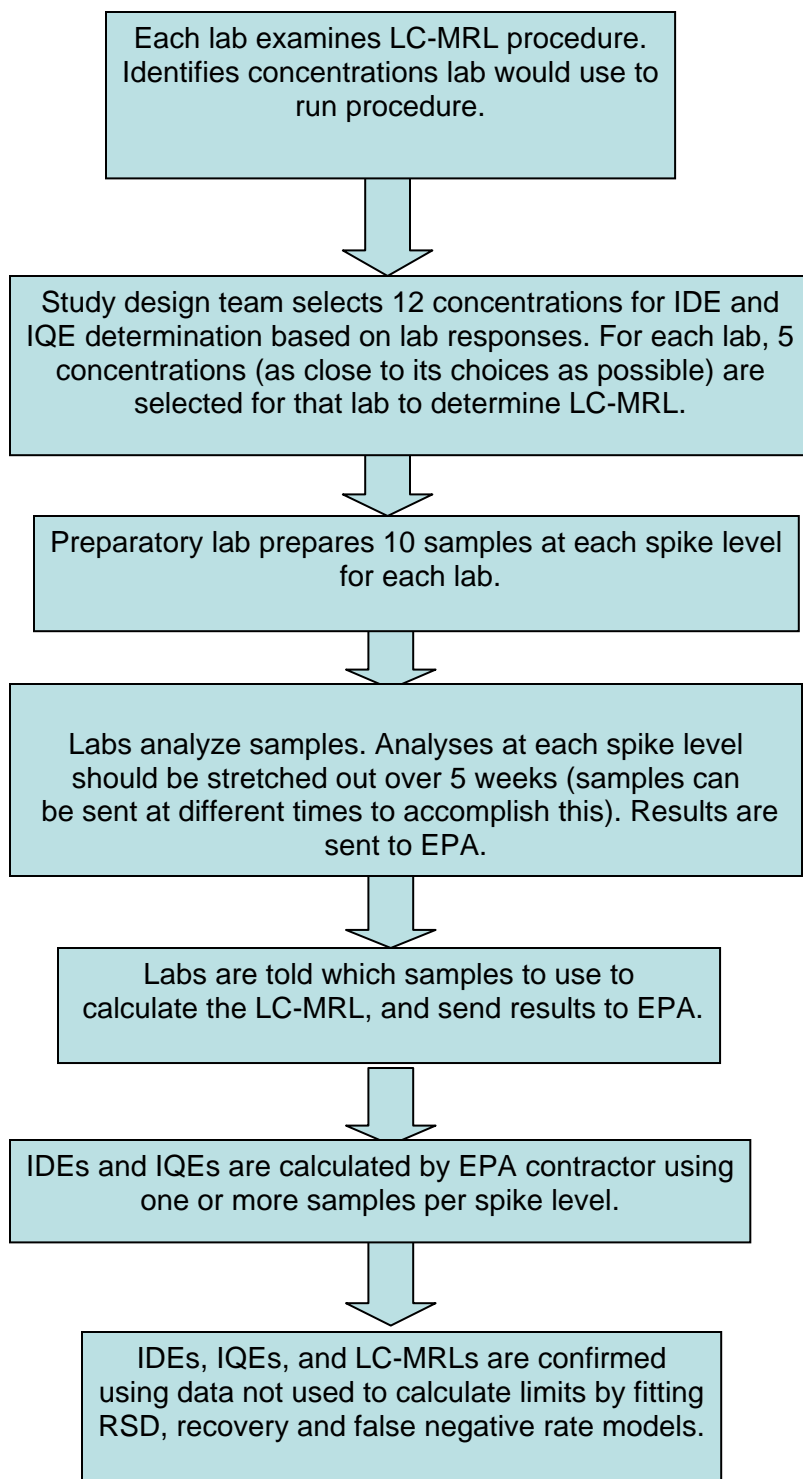 Each lab examines LC-MRL procedure.
Identifies concentrations lab would use to
run procedure.
Study design team selects 12 concentrations for IDE and
IQE determination based on lab responses. For each lab, 5
concentrations (as close to its choices as possible) are
selected for that lab to determine LC-MRL.
Preparatory lab prepares 10 samples at each spike level
for each lab.
Labs analyze samples. Analyses at each spike level
should be stretched out over 5 weeks (samples can
be sent at different times to accomplish this). Results are
sent to EPA.
Labs are told which samples to use to
calculate the LC-MRL, and send results to EPA.
IDEs and IQEs are calculated by EPA contractor using
one or more samples per spike level.
IDEs, IQEs, and LC-MRLs are confirmed
using data not used to calculate limits by fitting
RSD, recovery and false negative rate models.